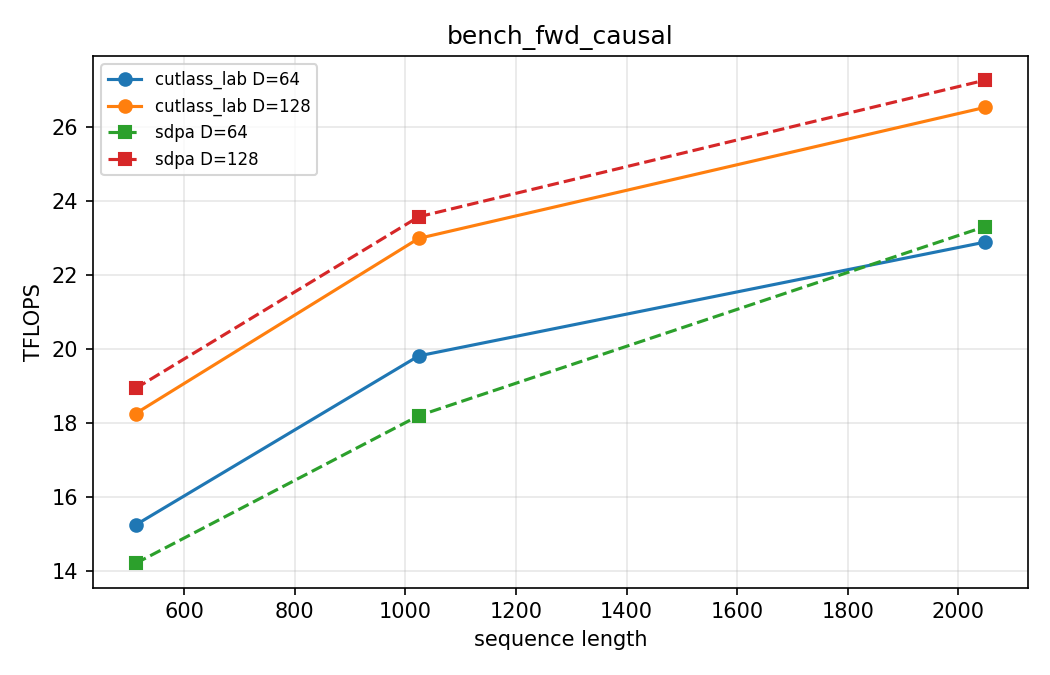 bench_fwd_causal
cutlass_lab D=64
cutlass_lab D=128
sdpa D=64
sdpa D=128
26
24
22
20
18
16
14
TFLOPS
600 800 1000 1200 1400 1600 1800 2000
sequence length